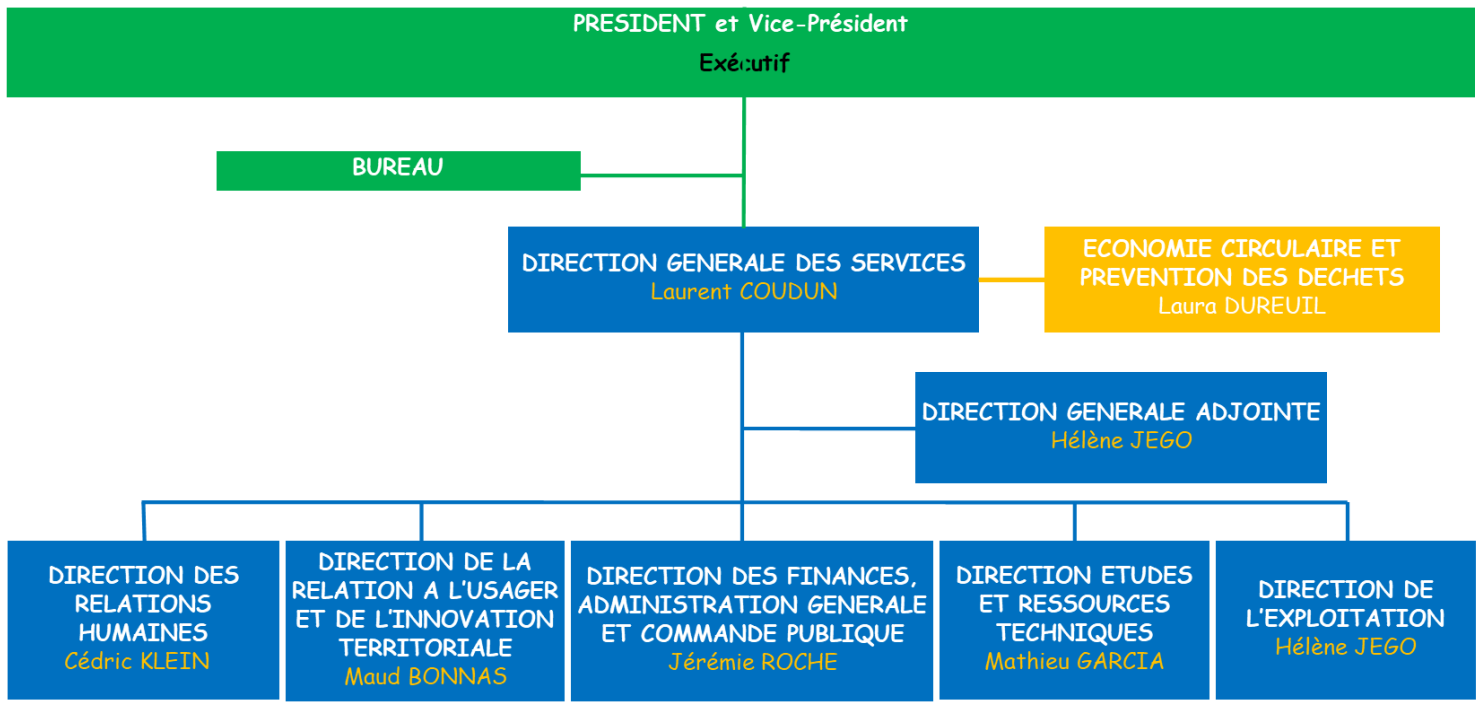 PRESIDENT et Vice-Président
Exécutif
BUREAU
DIRECTION GENERALE DES SERVICES
Laurent COUDUN
ECONOMIE CIRCULAIRE ET
PREVENTION DES DECHETS
Laura DUREUIL
DIRECTION GENERALE ADJOINTE
Hélène JEGO
DIRECTION DES
RELATIONS
HUMAINES
Cédric KLEIN
DIRECTION DE LA
RELATION A L'USAGER
ET DE L'INNOVATION
TERRITORIALE
Maud BONNAS
DIRECTION DES FINANCES,
ADMINISTRATION GENERALE
ET COMMANDE PUBLIQUE
Jérémie ROCHE
DIRECTION ETUDES
ET RESSOURCES
TECHNIQUES
Mathieu GARCIA
DIRECTION DE
L'EXPLOITATION
Hélène JEGO